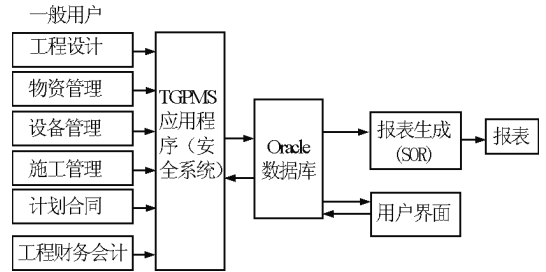 一般用户
工程设计
物资管理
设备管理
施工管理
计划合同
工程财务会计
TGPMS
应用程
序（安
全系统）
Oracle
数据库
报表生成
(SOR)
报表
用户界面